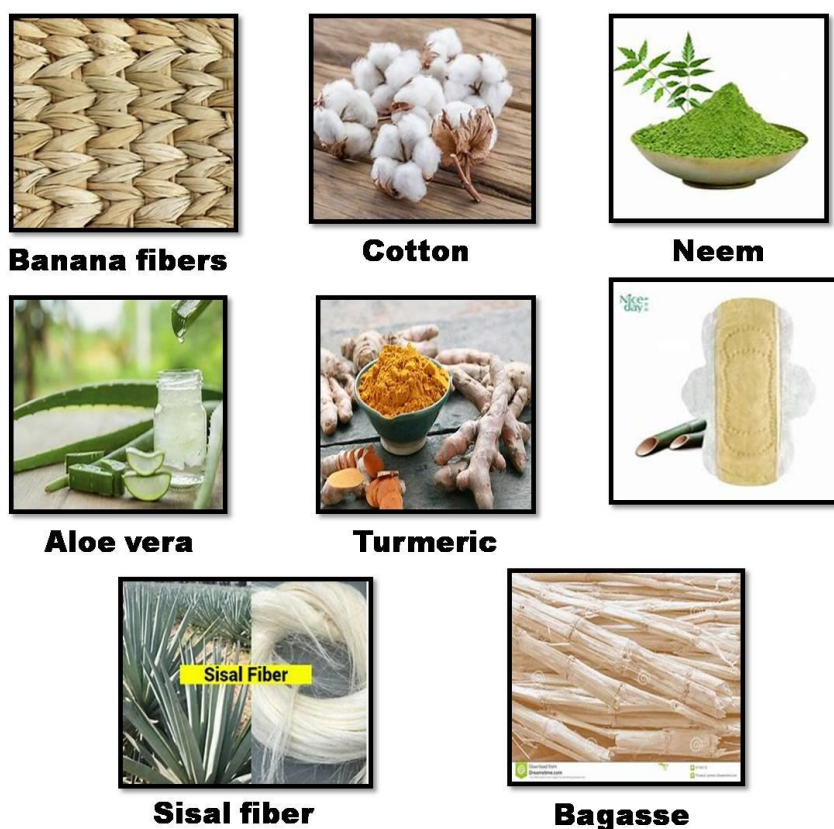 Banana fibers
Cotton
Neem
Nice
day
Aloe vera
Turmeric
Sisal Fiber
Download from
Dreamstime.com
Sisal fiber
Bagasse